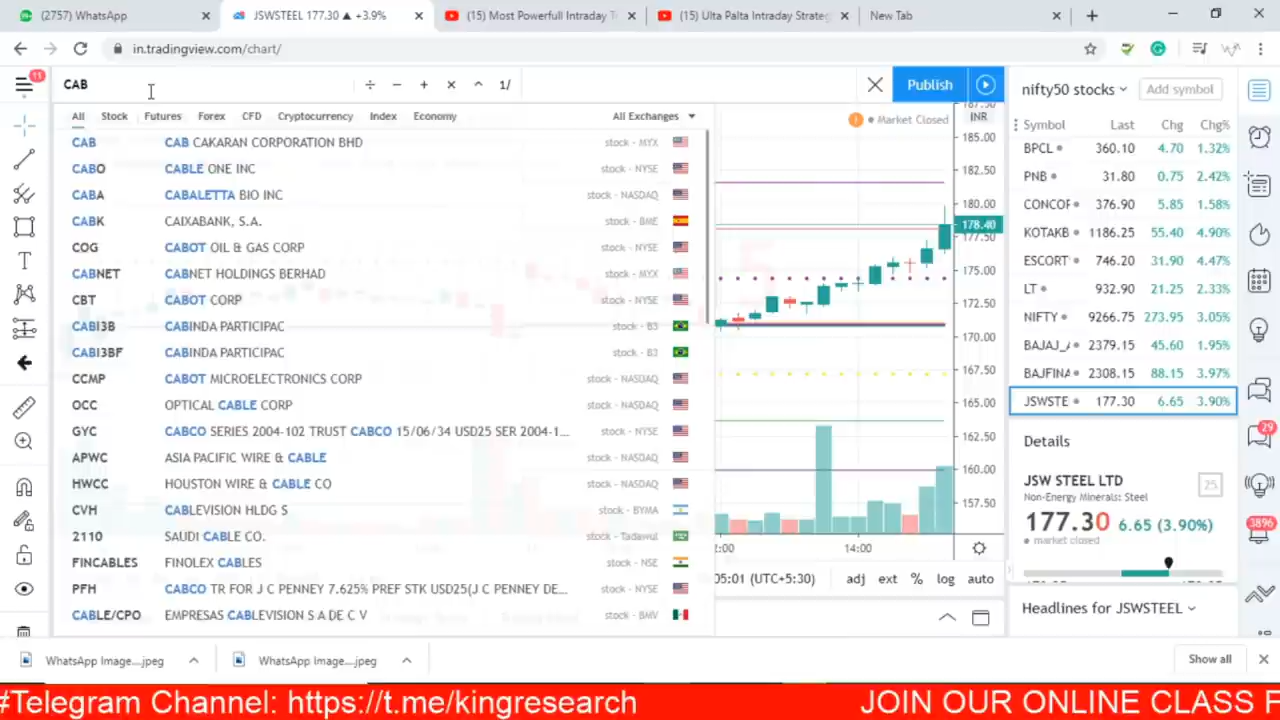 (2757) WhatsApp
JSWSTEEL 177.30 ▲ +3.9%
(15) Most Powerfull Intraday T
(15) Ulta Palta Intraday Strate
New Tab
in.tradingview.com/chart/
11
CAB
÷ − + × 1/
Publish
nifty50 stocks
Add symbol
All Stock Futures Forex CFD Cryptocurrency Index Economy
All Exchanges
CAB CAB CAKARAN CORPORATION BHD stock - MYX
CABO CABLE ONE INC stock - NYSE
CABA CABALETTA BIO INC stock - NASDAQ
CABK CAIXABANK, S.A. stock - BME
COG CABOT OIL & GAS CORP stock - NYSE
CABNET CABNET HOLDINGS BERHAD stock - MYX
CBT CABOT CORP stock - NYSE
CABI3B CABINDA PARTICIPAC stock - B3
CABI3BF CABINDA PARTICIPAC stock - B3
CCMP CABOT MICROELECTRONICS CORP stock - NASDAQ
OCC OPTICAL CABLE CORP stock - NASDAQ
GYC CABCO SERIES 2004-102 TRUST CABCO 15/06/34 USD25 SER 2004-1... stock - NYSE
APWC ASIA PACIFIC WIRE & CABLE stock - NASDAQ
HWCC HOUSTON WIRE & CABLE CO stock - NASDAQ
CVH CABLEVISION HLDG S stock - BYMA
2110 SAUDI CABLE CO. stock - Tadawul
FINCABLES FINOLEX CABLES stock - NSE
PFH CABCO TR FOR J C PENNEY 7.625% PREF STK USD25(J C PENNEY DE... stock - NYSE
CABLE/CPO EMPRESAS CABLEVISION S A DE C V stock - BMV
Market Closed
INR
187.50
185.00
182.50
180.00
178.40
177.50
175.00
172.50
170.00
167.50
165.00
162.50
160.00
157.50
2:00 14:00
05:01 (UTC+5:30) adj ext % log auto
Symbol Last Chg Chg%
BPCL 360.10 4.70 1.32%
PNB 31.80 0.75 2.42%
CONCOF 376.90 5.85 1.58%
KOTAKB 1186.25 55.40 4.90%
ESCORT 746.20 31.90 4.47%
LT 932.90 21.25 2.33%
NIFTY 9266.75 273.95 3.05%
BAJAJ_A 2379.15 45.60 1.95%
BAJFINA 2308.15 88.15 3.97%
JSWSTE 177.30 6.65 3.90%
Details
JSW STEEL LTD
25
Non-Energy Minerals: Steel
177.30 6.65 (3.90%)
market closed
Headlines for JSWSTEEL
29
3896
WhatsApp Image....jpeg
WhatsApp Image....jpeg
Show all
#Telegram Channel: https://t.me/kingresearch
JOIN OUR ONLINE CLASS F